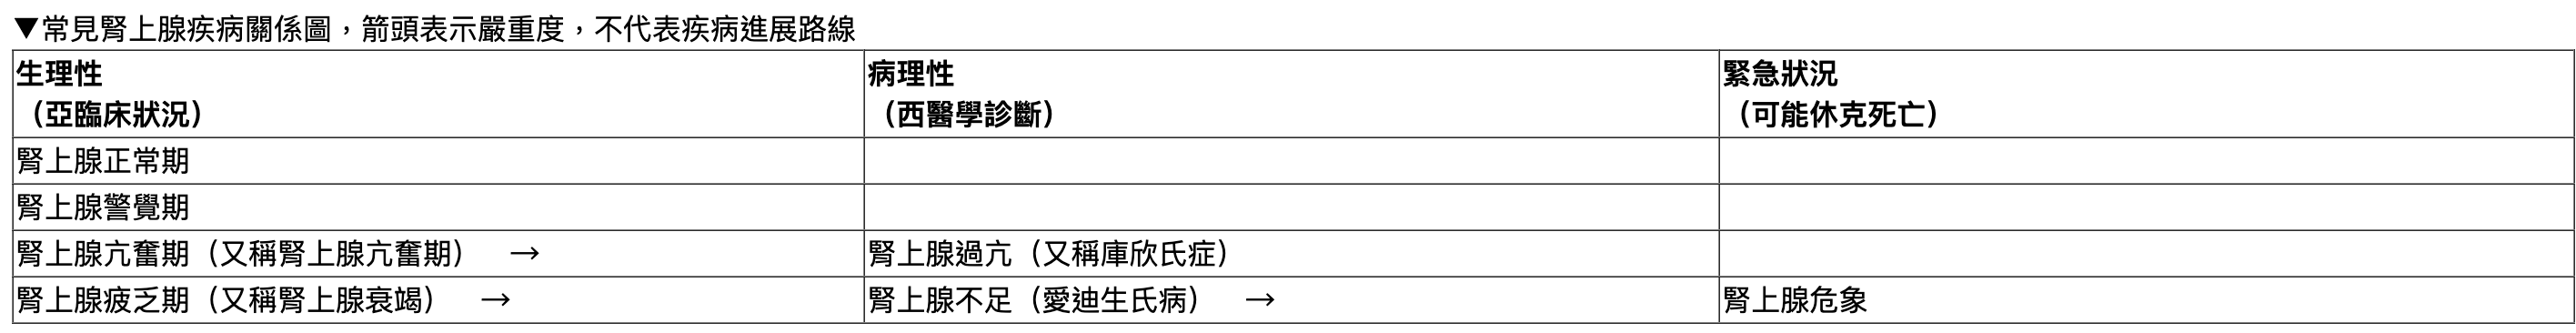 ▼常見腎上腺疾病關係圖，箭頭表示嚴重度，不代表疾病進展路線
生理性
（亞臨床狀況）
病理性
（西醫學診斷）
緊急狀況
（可能休克死亡）
腎上腺正常期
腎上腺警覺期
腎上腺亢奮期（又稱腎上腺亢奮期） →
腎上腺過亢（又稱庫欣氏症）
腎上腺疲乏期（又稱腎上腺衰竭） →
腎上腺不足（愛迪生氏病） →
腎上腺危象